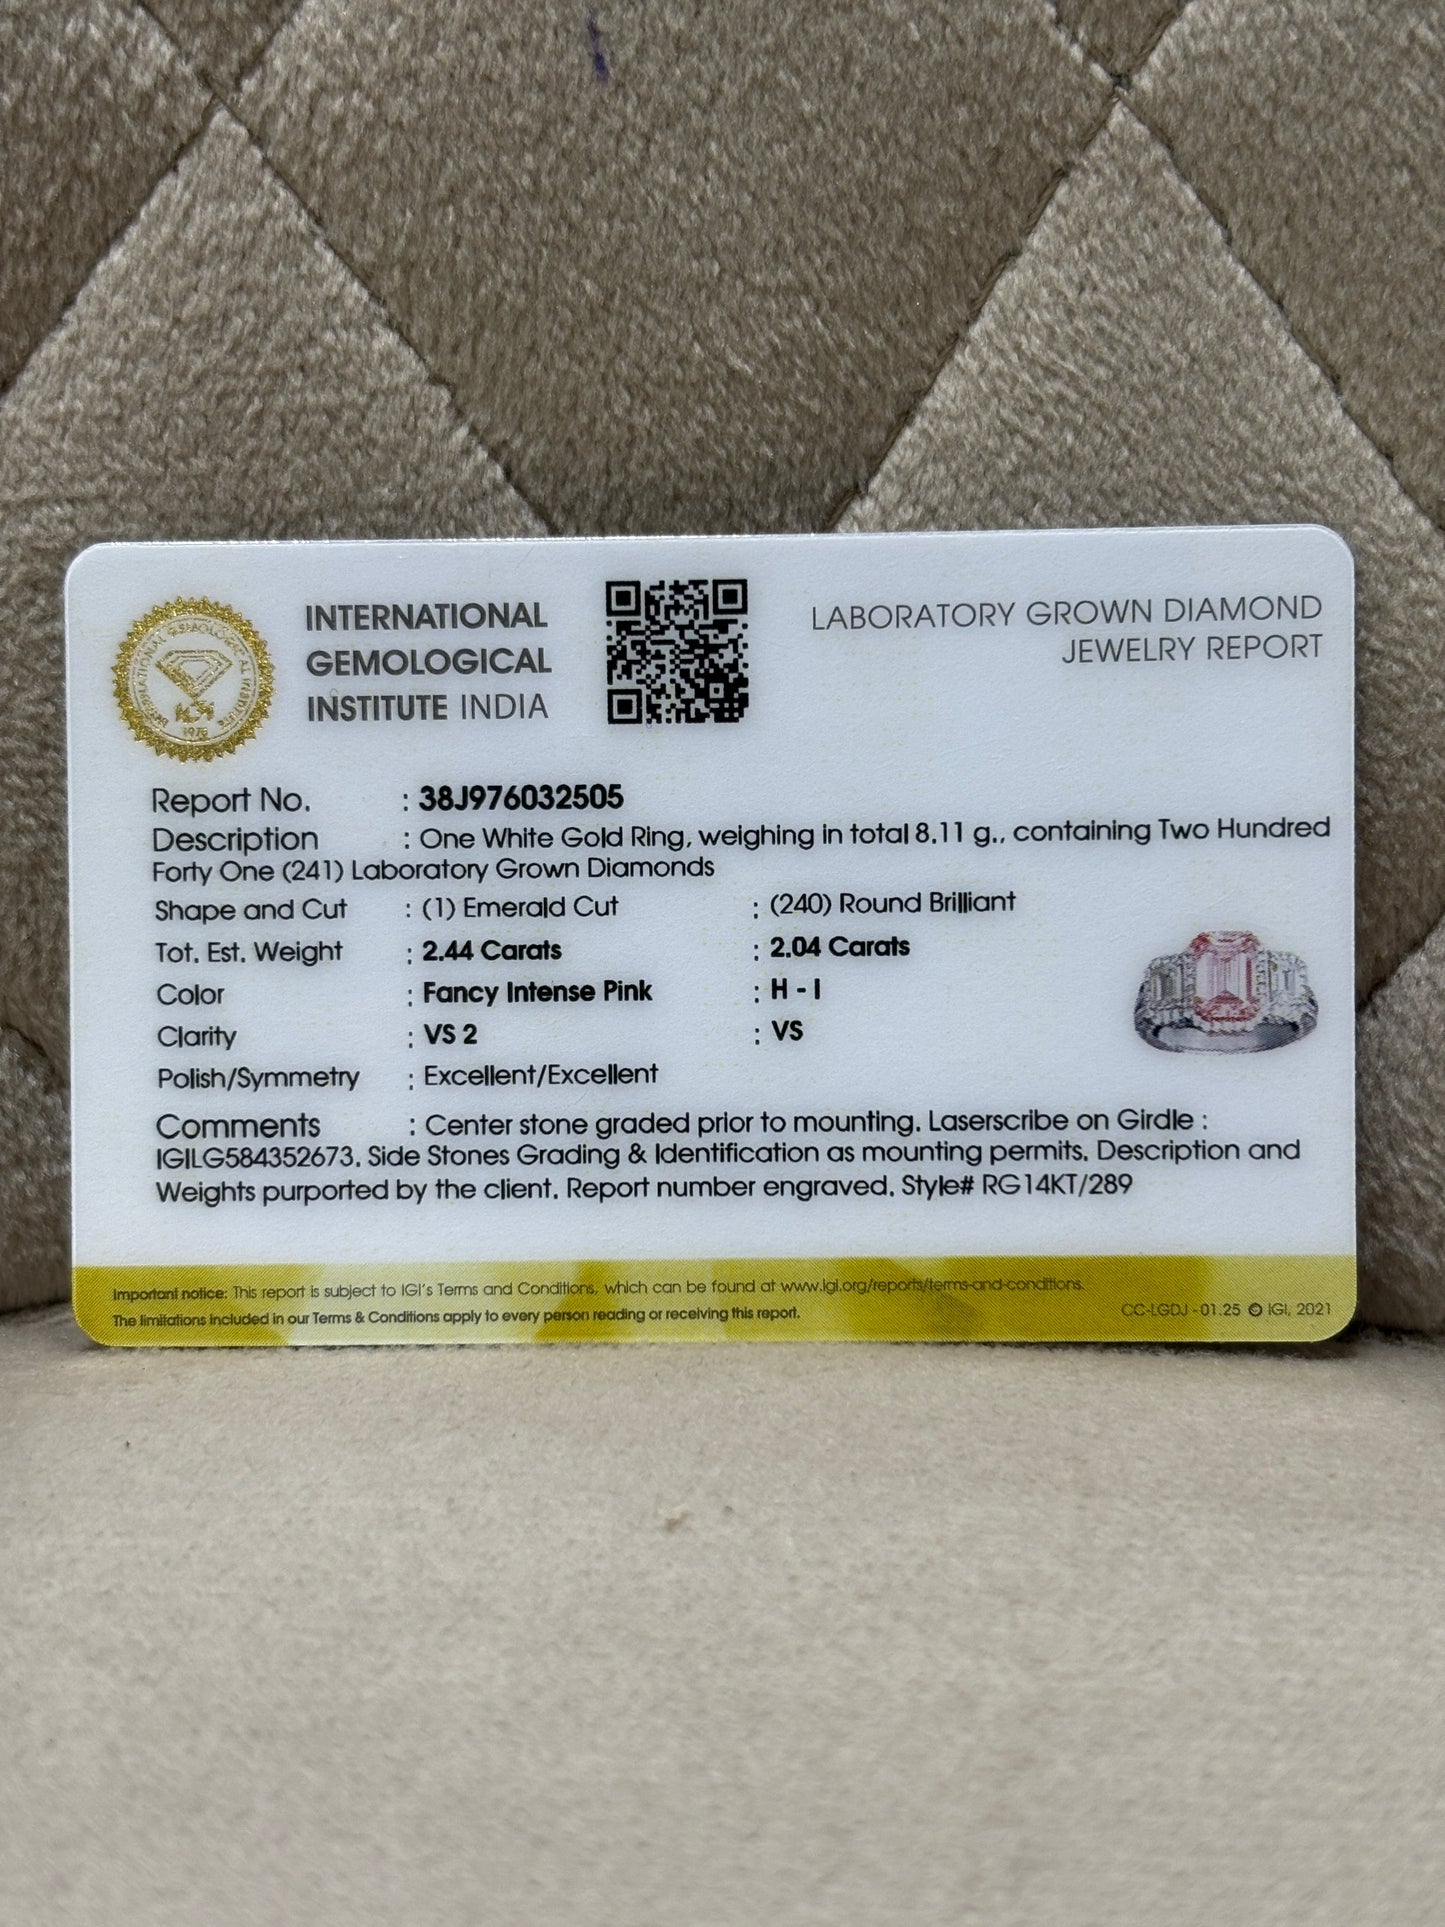 INTERNATIONAL
GEMOLOGICAL
INSTITUTE INDIA
INTERNATIONAL GEMOLOGICAL INSTITUTE
IGI
1975
LABORATORY GROWN DIAMOND
JEWELRY REPORT
Report No. : 38J976032505
Description : One White Gold Ring, weighing in total 8.11 g., containing Two Hundred
Forty One (241) Laboratory Grown Diamonds
Shape and Cut : (1) Emerald Cut : (240) Round Brilliant
Tot. Est. Weight : 2.44 Carats : 2.04 Carats
Color : Fancy Intense Pink : H - I
Clarity : VS 2 : VS
Polish/Symmetry : Excellent/Excellent
Comments : Center stone graded prior to mounting. Laserscribe on Girdle :
IGILG584352673. Side Stones Grading & Identification as mounting permits. Description and
Weights purported by the client. Report number engraved. Style# RG14KT/289
Important notice: This report is subject to IGI's Terms and Conditions, which can be found at www.igi.org/reports/terms-and-conditions.
The limitations included in our Terms & Conditions apply to every person reading or receiving this report.
CC-LGDJ - 01.25 © IGI, 2021